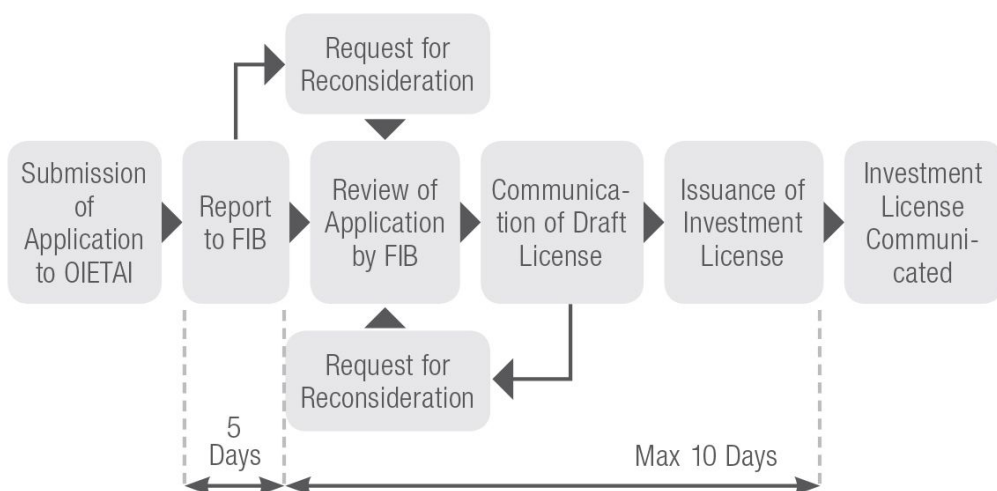 Request for
Reconsideration
Submission
of
Application
to OIETAI
Report
to FIB
Review of
Application
by FIB
Communica-
tion of Draft
License
Issuance of
Investment
License
Investment
License
Communi-
cated
Request for
Reconsideration
5
Days
Max 10 Days